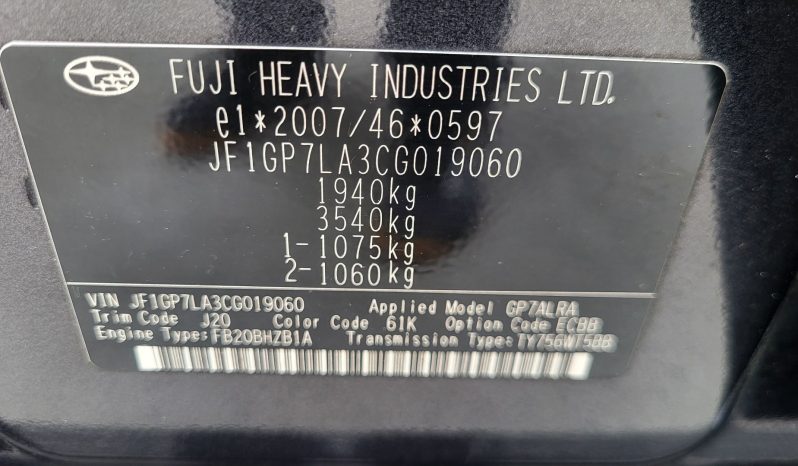 FUJI HEAVY INDUSTRIES LTD.
e1*2007/46*0597
JF1GP7LA3CG019060
1940kg
3540kg
1-1075kg
2-1060kg
VIN JF1GP7LA3CG019060 Applied Model GP7ALRA
Trim Code J20 Color Code 61K Option Code ECBB
Engine Type: FB20BHZB1A Transmission Type: TY756WT5BB